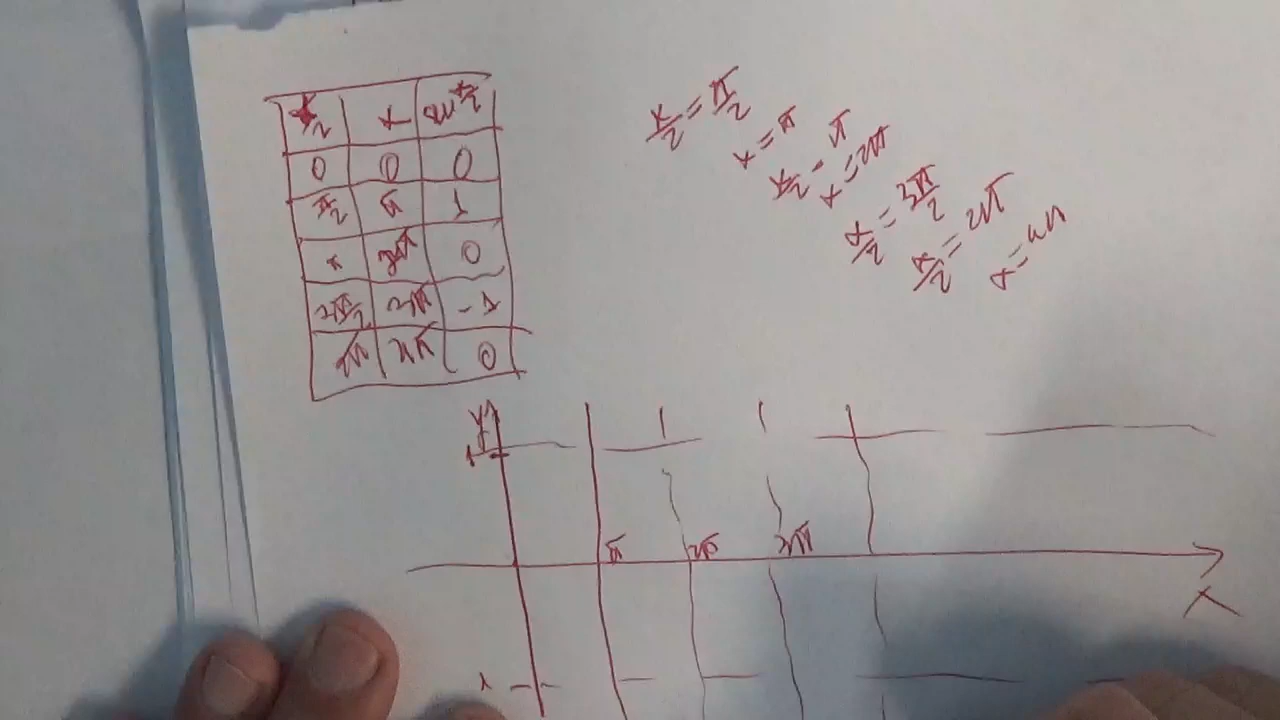 x/2 x sen x/2
0 0 0
π/2 π 1
π 2π 0
3π/2 3π -1
2π 4π 0
x/2 = π/2
x = π
x/2 = π
x = 2π
x/2 = 3π/2
x/2 = 2π
x = 4π
y
1
π 2π 3π
x